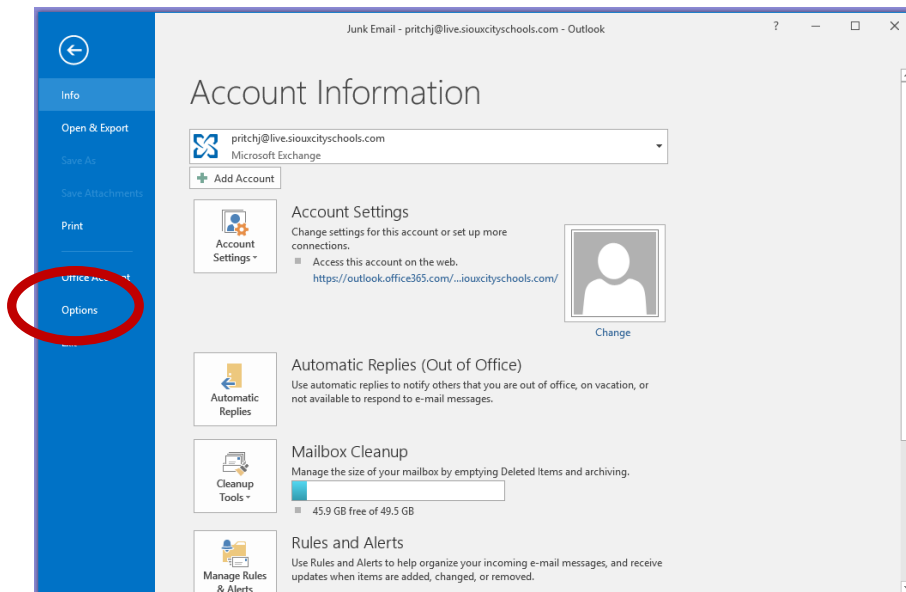 Junk Email - pritchj@live.siouxcityschools.com - Outlook
?
Info
Open & Export
Save As
Save Attachments
Print
Options
Account Information
pritchj@live.siouxcityschools.com
Microsoft Exchange
Add Account
Account
Settings
Account Settings
Change settings for this account or set up more
connections.
Access this account on the web.
https://outlook.office365.com/...iouxcityschools.com/
Change
Automatic
Replies
Automatic Replies (Out of Office)
Use automatic replies to notify others that you are out of office, on vacation, or
not available to respond to e-mail messages.
Cleanup
Tools
Mailbox Cleanup
Manage the size of your mailbox by emptying Deleted Items and archiving.
45.9 GB free of 49.5 GB
Manage Rules
& Alerts
Rules and Alerts
Use Rules and Alerts to help organize your incoming e-mail messages, and receive
updates when items are added, changed, or removed.